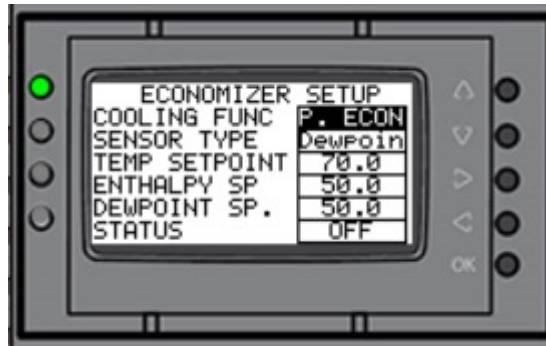 ECONOMIZER SETUP
COOLING FUNC P. ECON
SENSOR TYPE Dewpoin
TEMP SETPOINT 70.0
ENTHALPY SP 50.0
DEWPOINT SP. 50.0
STATUS OFF
OK